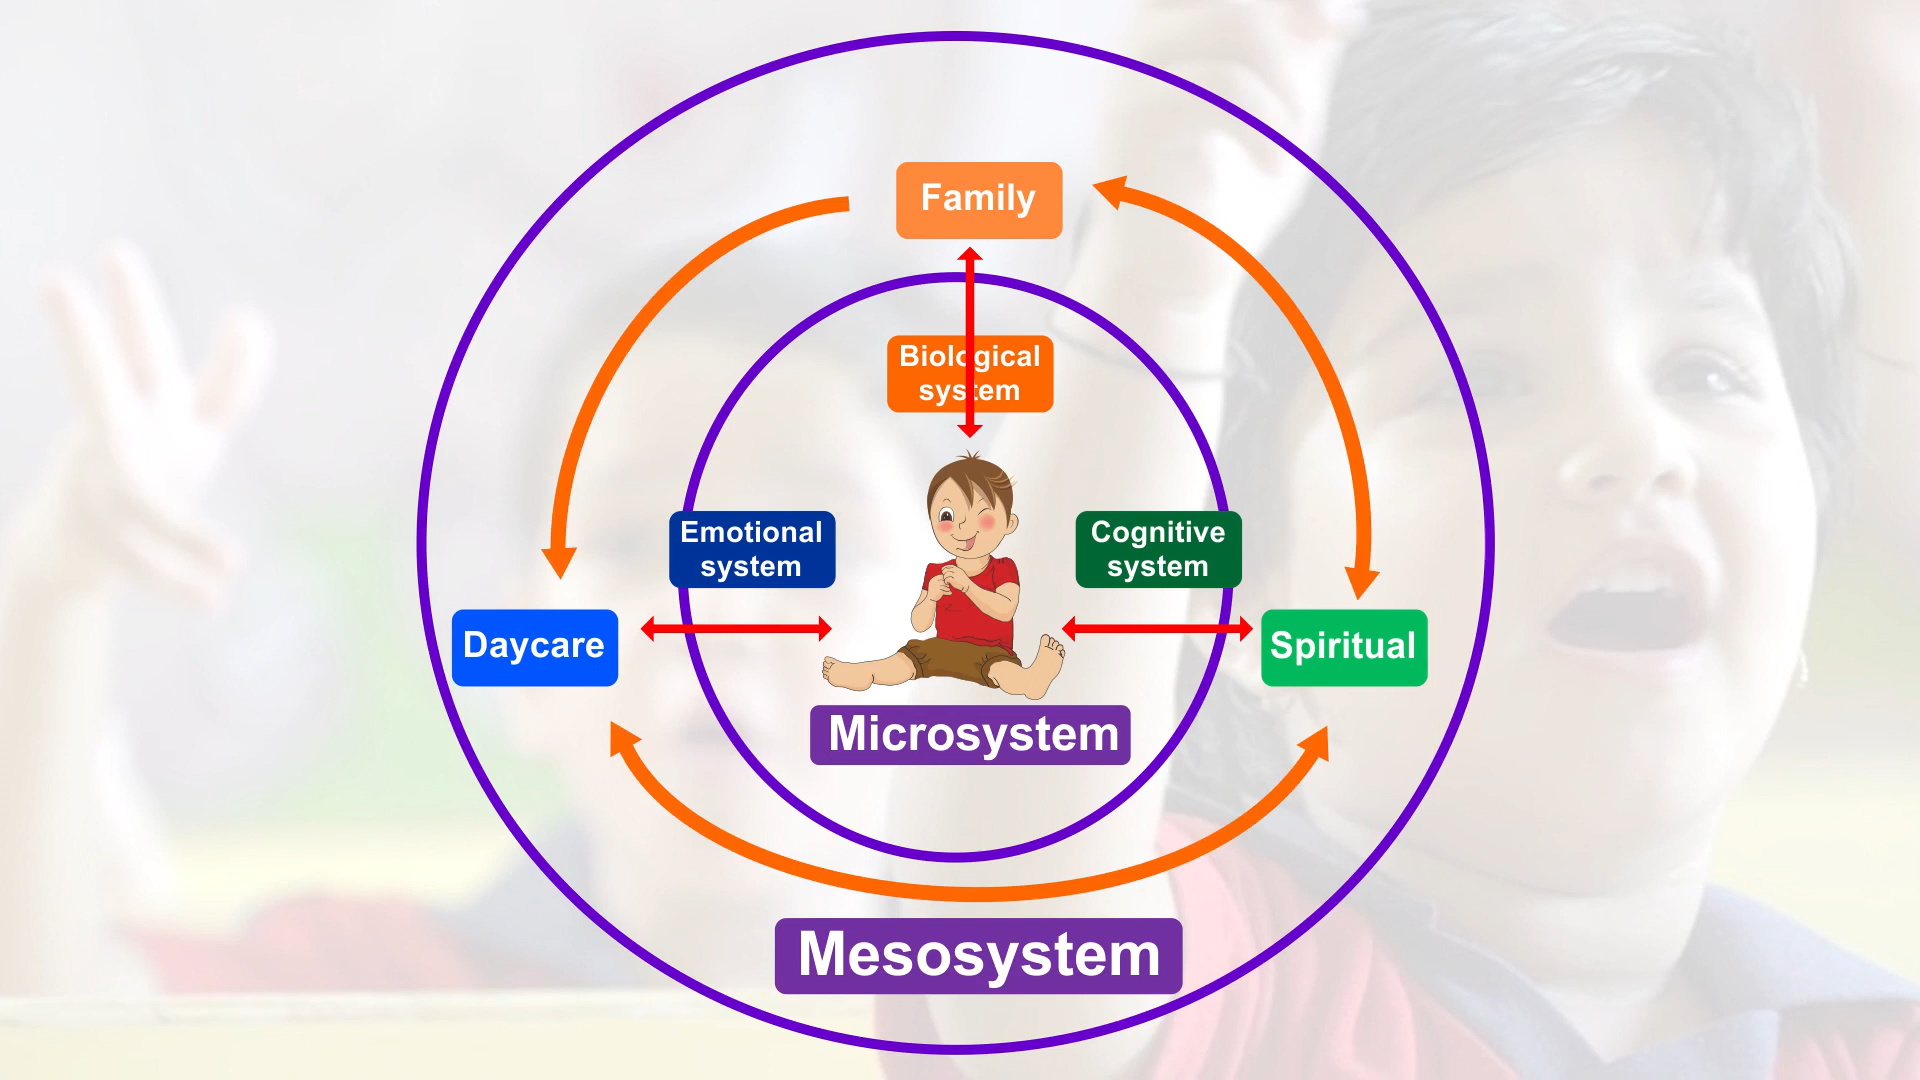 Family
Biological
system
Emotional
system
Cognitive
system
Daycare
Spiritual
Microsystem
Mesosystem